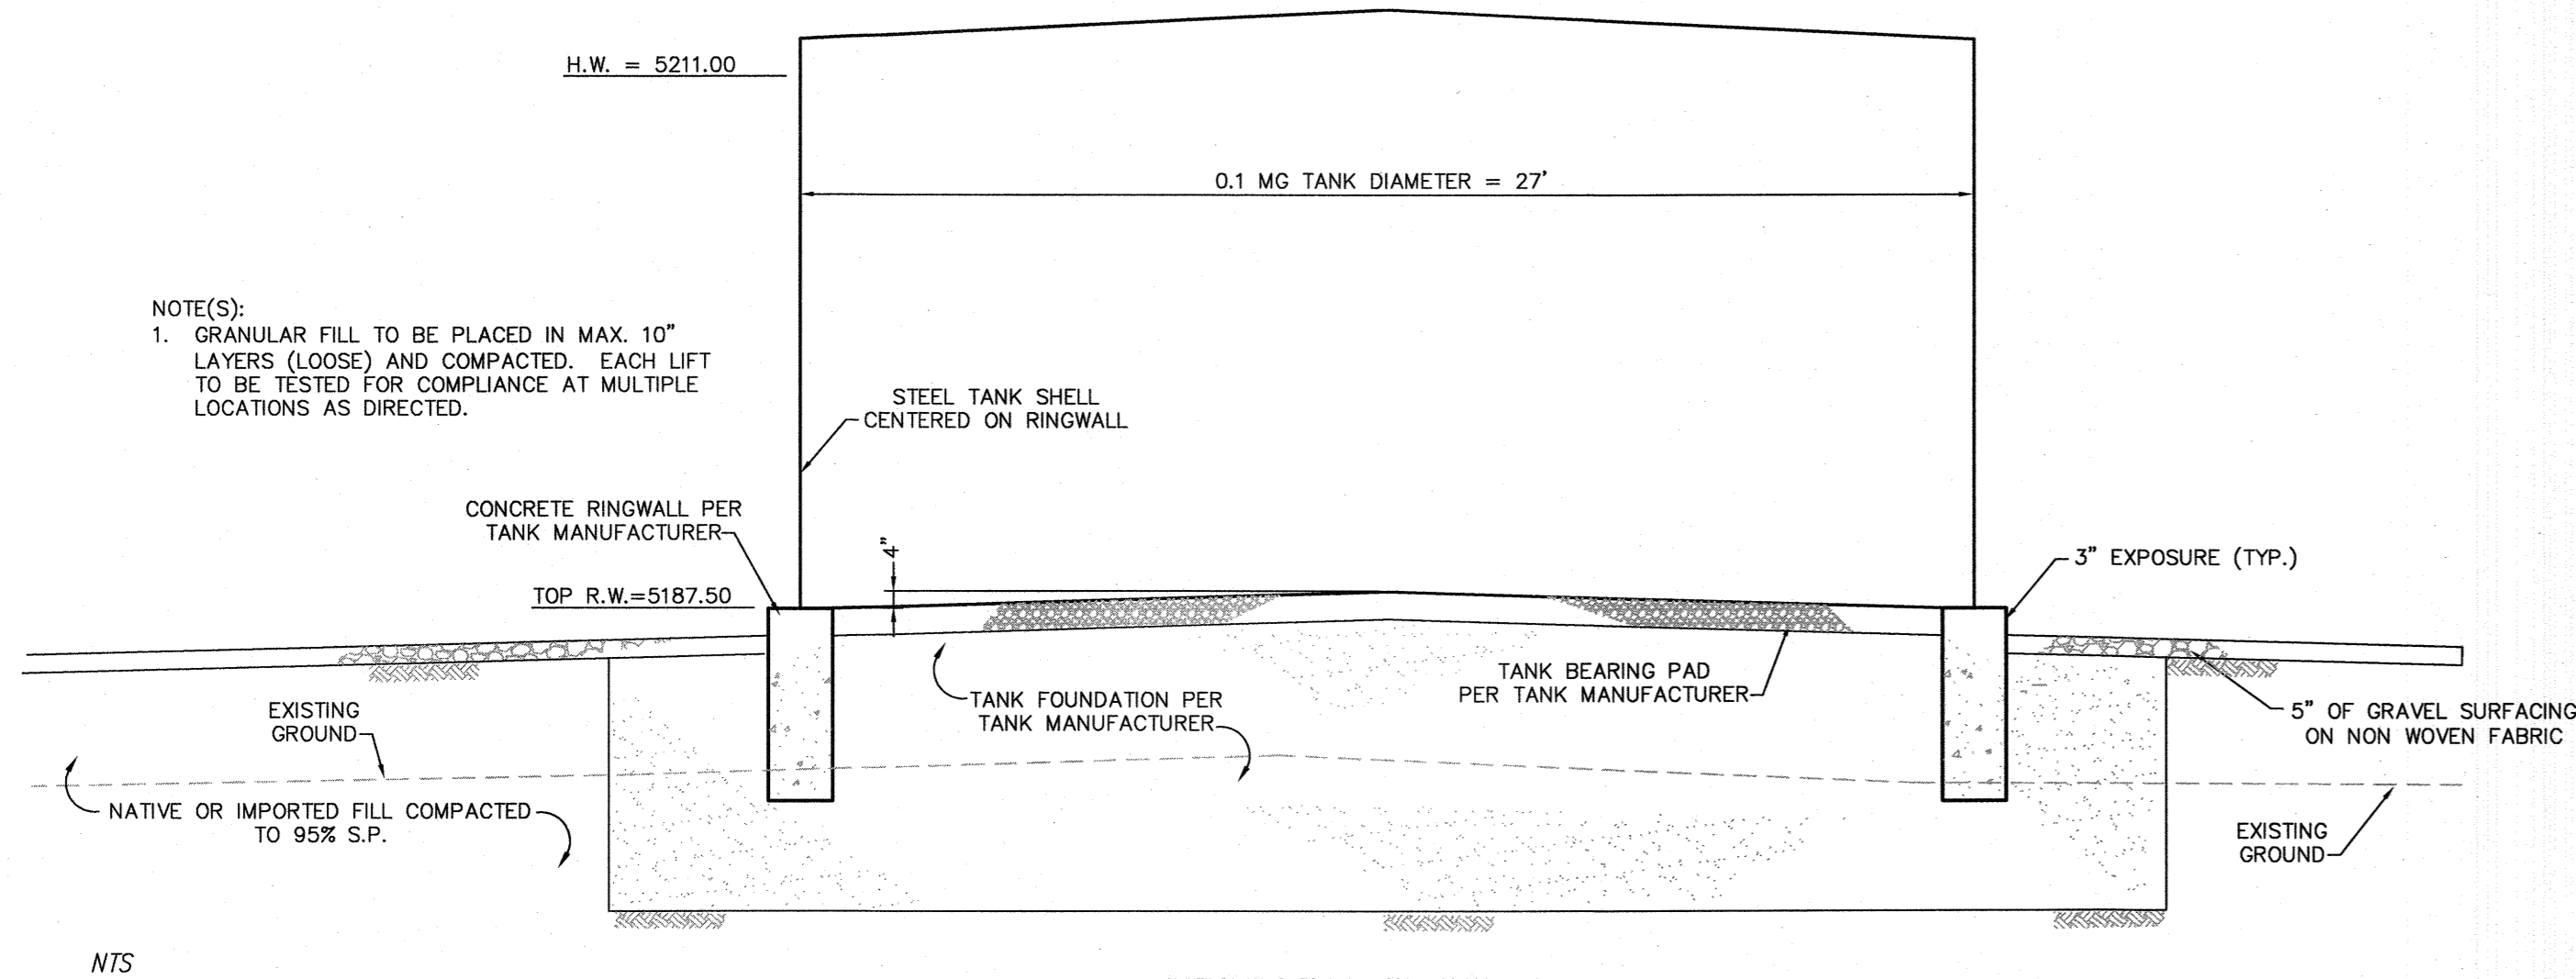 H.W. = 5211.00
0.1 MG TANK DIAMETER = 27'
NOTE(S):
1. GRANULAR FILL TO BE PLACED IN MAX. 10"
LAYERS (LOOSE) AND COMPACTED. EACH LIFT
TO BE TESTED FOR COMPLIANCE AT MULTIPLE
LOCATIONS AS DIRECTED.
STEEL TANK SHELL
CENTERED ON RINGWALL
CONCRETE RINGWALL PER
TANK MANUFACTURER
4"
3" EXPOSURE (TYP.)
TOP R.W.=5187.50
TANK BEARING PAD
PER TANK MANUFACTURER
TANK FOUNDATION PER
TANK MANUFACTURER
EXISTING
GROUND
5" OF GRAVEL SURFACING
ON NON WOVEN FABRIC
NATIVE OR IMPORTED FILL COMPACTED
TO 95% S.P.
EXISTING
GROUND
NTS